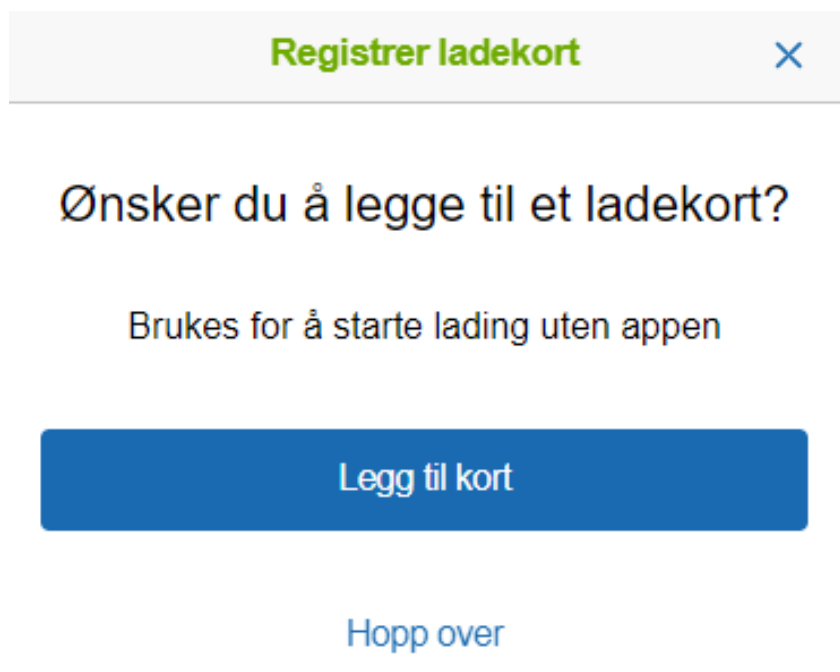 Registrer ladekort
Ønsker du å legge til et ladekort?
Brukes for å starte lading uten appen
Legg til kort
Hopp over